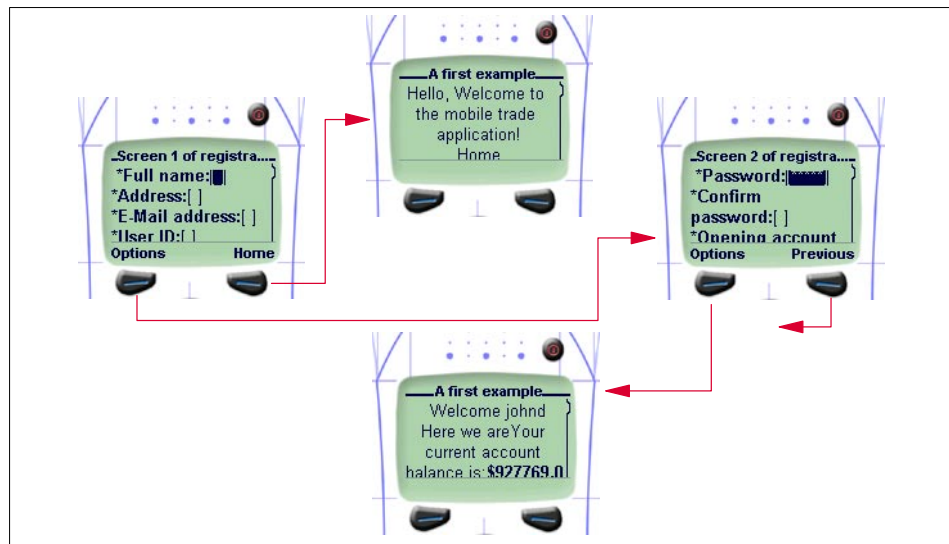 A first example
Hello, Welcome to
the mobile trade
application!
Home
Screen 1 of registra....
*Full name:[ ]
*Address:[ ]
*E-Mail address:[ ]
*User ID:[ ]
Options Home
Screen 2 of registra....
*Password:[*****]
*Confirm
password:[ ]
*Opening account
Options Previous
A first example
Welcome johnd
Here we areYour
current account
balance is:$927769.0